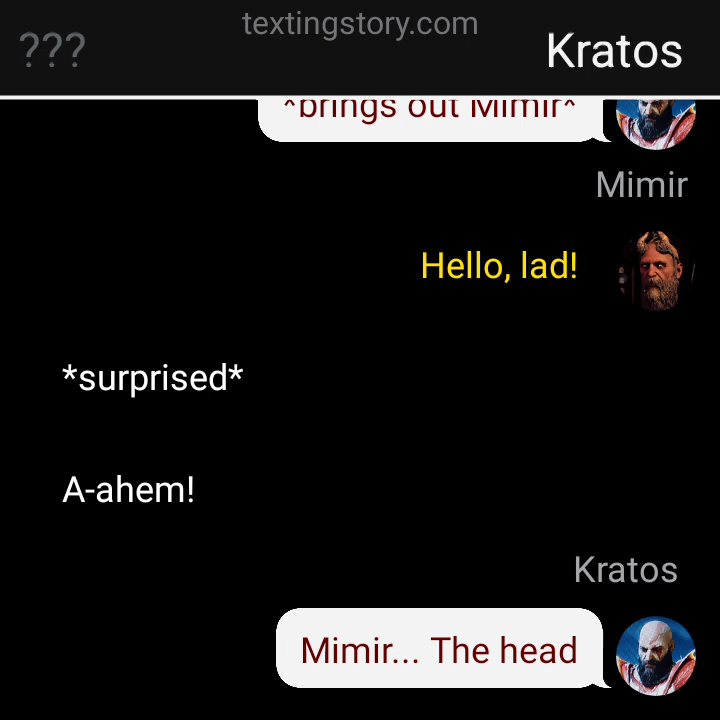 textingstory.com
??? Kratos
*brings out Mimir*
Mimir
Hello, lad!
*surprised*
A-ahem!
Kratos
Mimir... The head